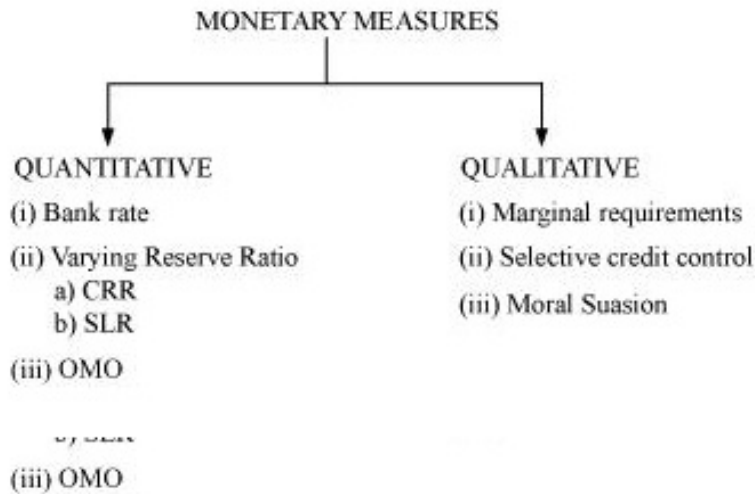 MONETARY MEASURES
QUANTITATIVE
(i) Bank rate
(ii) Varying Reserve Ratio
a) CRR
b) SLR
(iii) OMO
QUALITATIVE
(i) Marginal requirements
(ii) Selective credit control
(iii) Moral Suasion
(iii) OMO